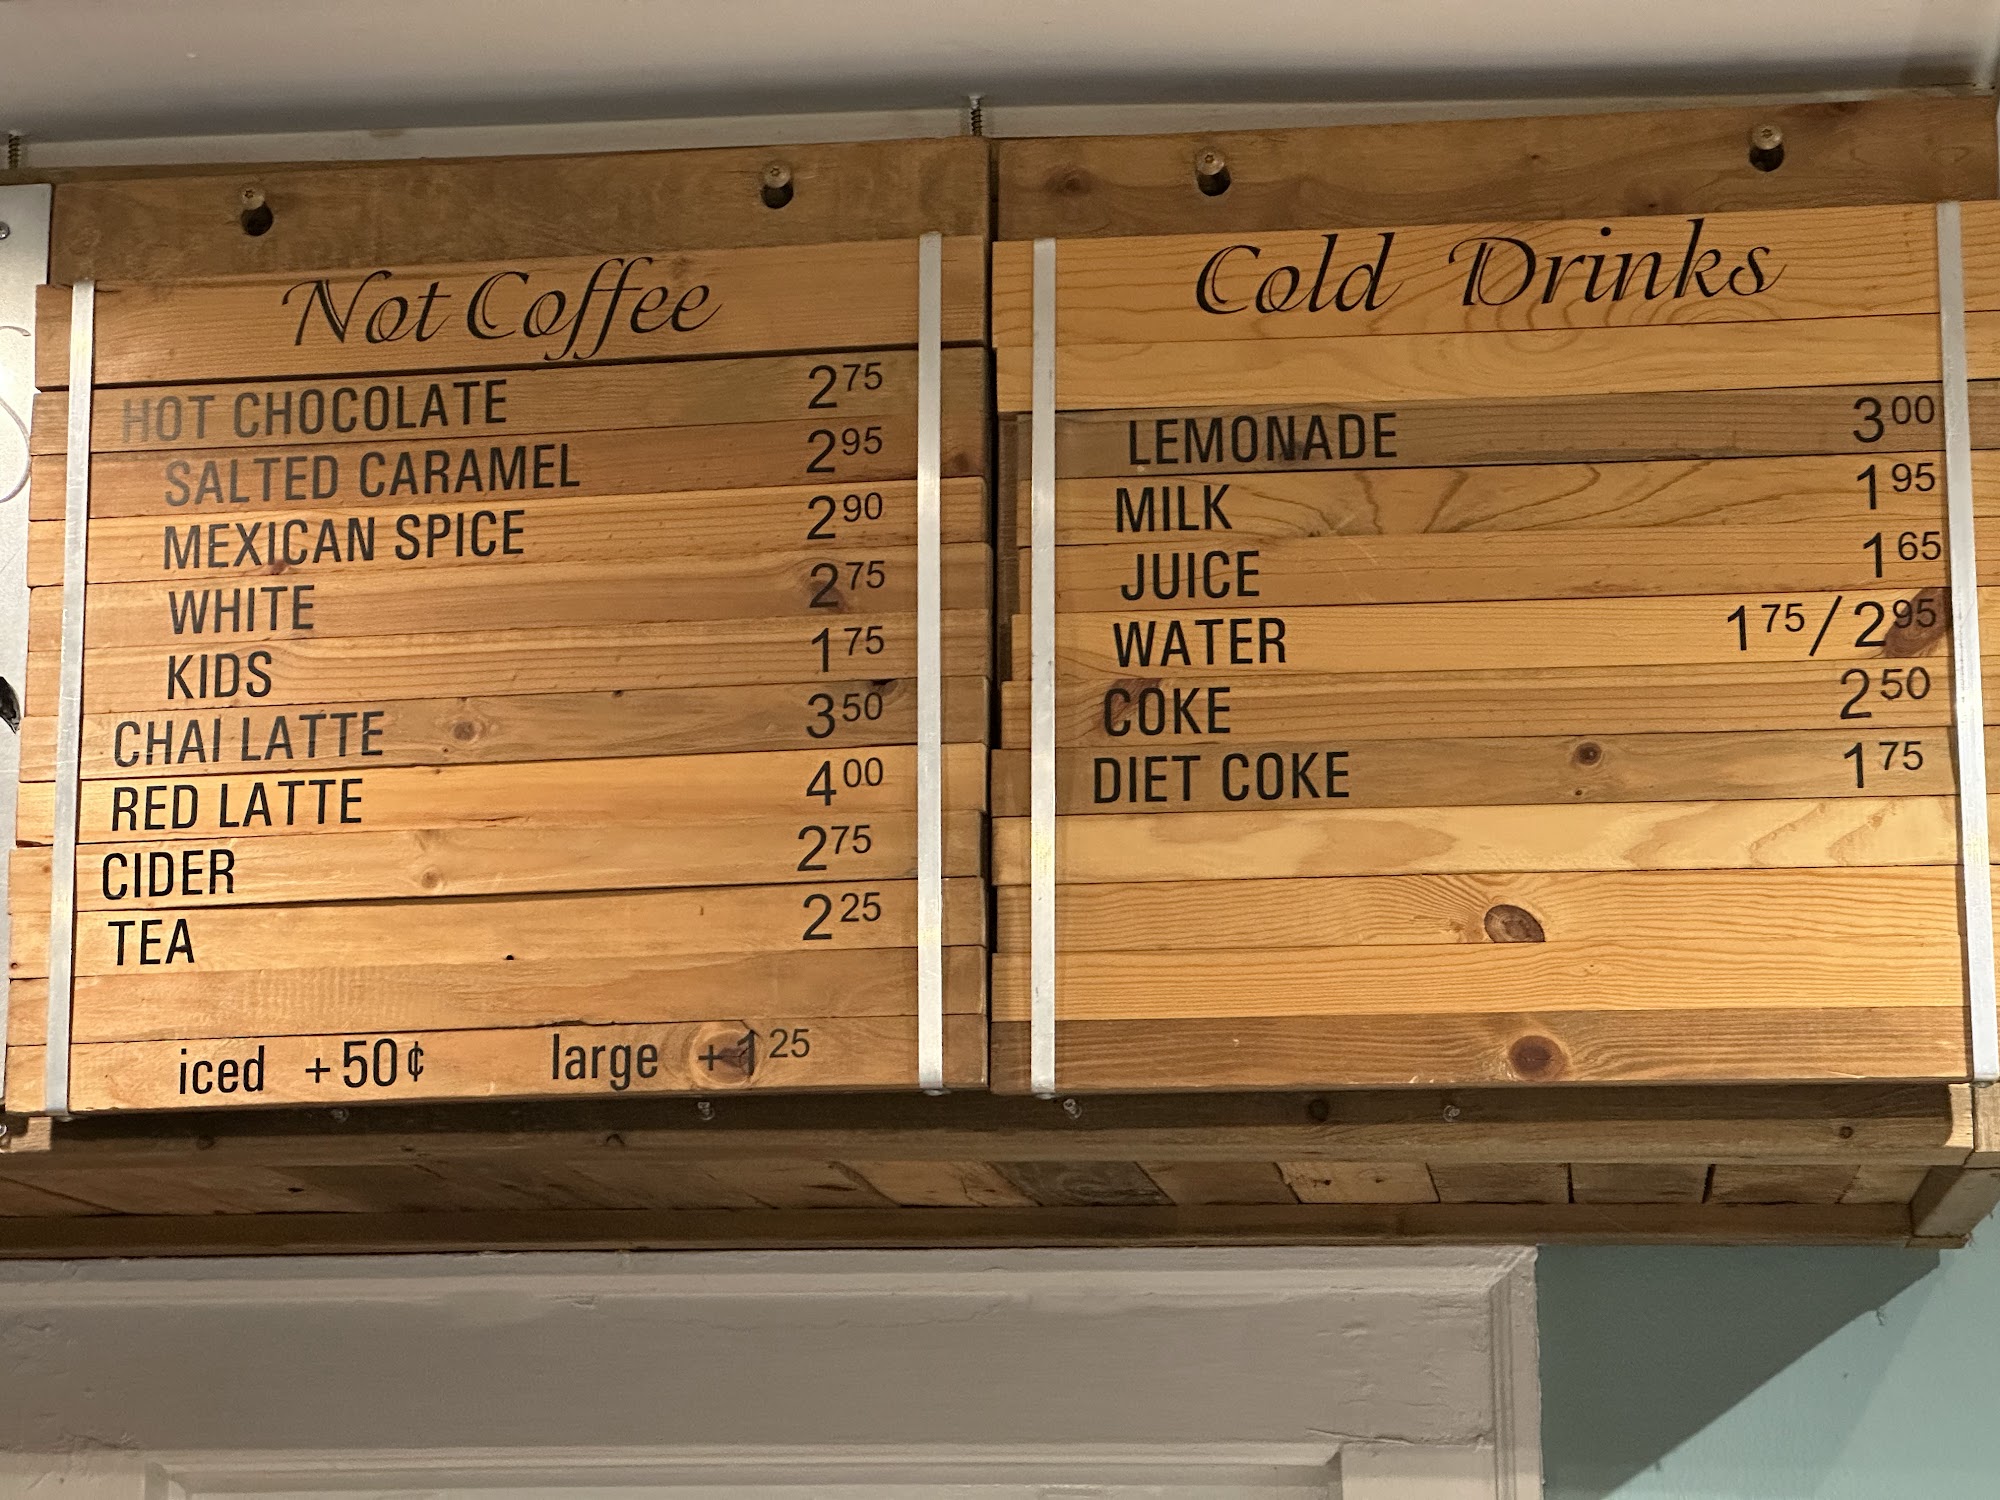 Not Coffee
HOT CHOCOLATE 2 75
SALTED CARAMEL 2 95
MEXICAN SPICE 2 90
WHITE 2 75
KIDS 1 75
CHAI LATTE 3 50
RED LATTE 4 00
CIDER 2 75
TEA 2 25
iced +50¢ large +1 25
Cold Drinks
LEMONADE 3 00
MILK 1 95
JUICE 1 65
WATER 1 75 / 2 95
COKE 2 50
DIET COKE 1 75